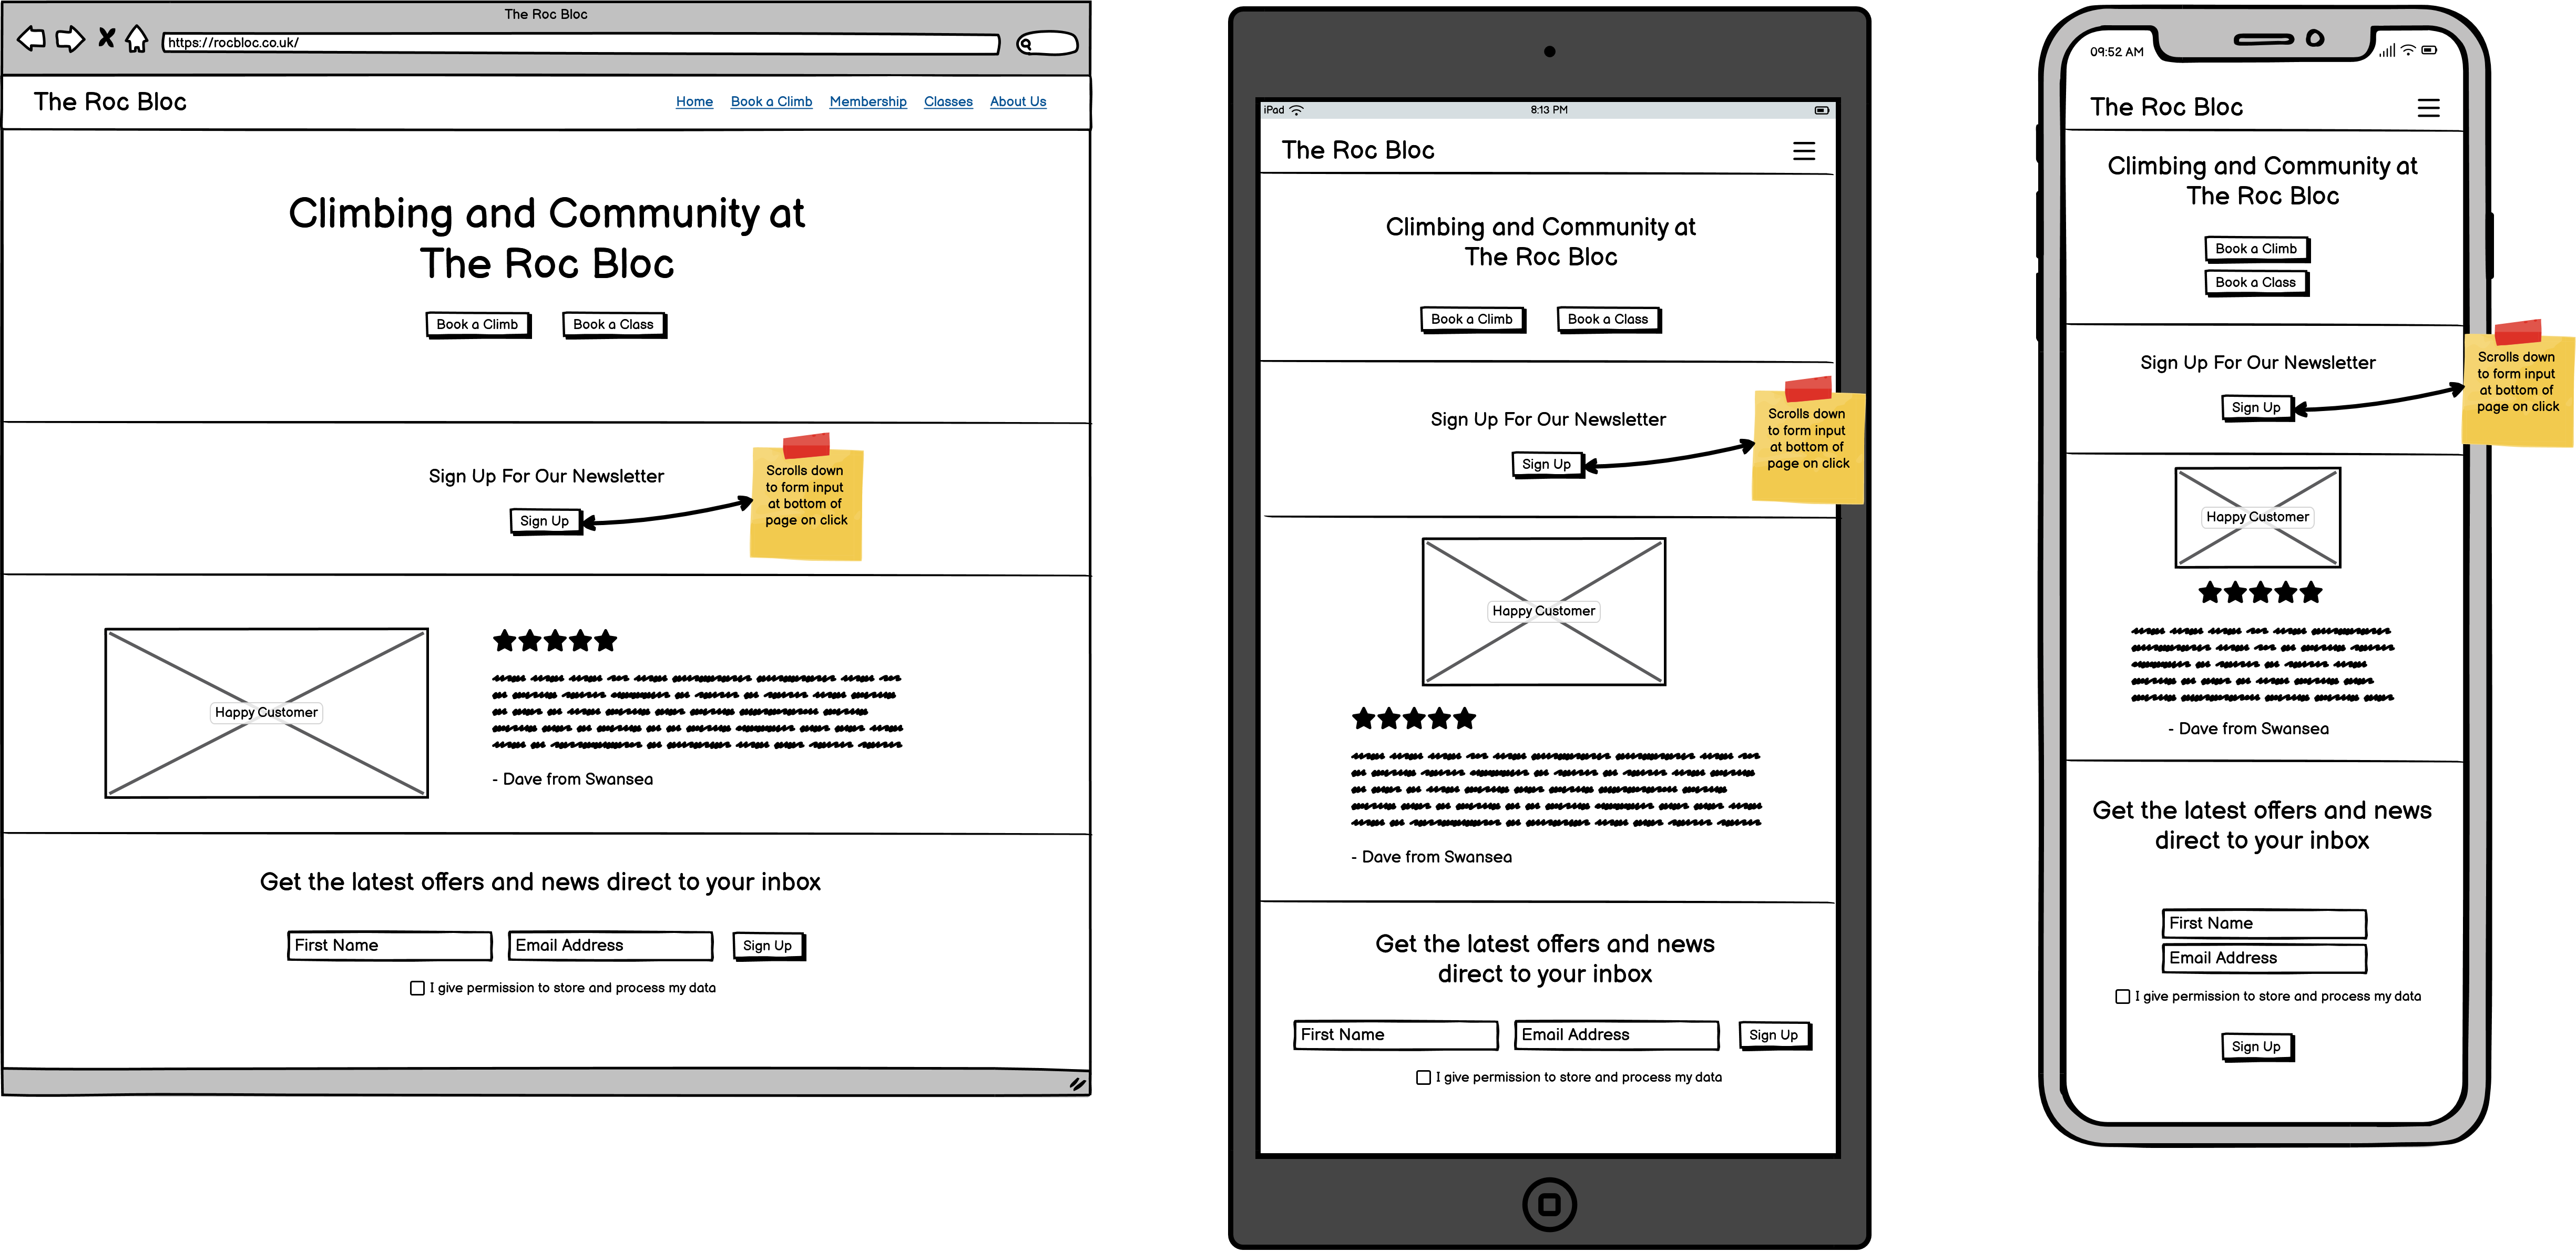 The Roc Bloc
https://rocbloc.co.uk/
The Roc Bloc
Home Book a Climb Membership Classes About Us
Climbing and Community at
The Roc Bloc
Book a Climb Book a Class
Sign Up For Our Newsletter
Sign Up
Scrolls down
to form input
at bottom of
page on click
Happy Customer
- Dave from Swansea
Get the latest offers and news direct to your inbox
First Name Email Address Sign Up
I give permission to store and process my data
iPad 8:13 PM
The Roc Bloc
Climbing and Community at
The Roc Bloc
Book a Climb Book a Class
Sign Up For Our Newsletter
Sign Up
Scrolls down
to form input
at bottom of
page on click
Happy Customer
- Dave from Swansea
Get the latest offers and news
direct to your inbox
First Name Email Address Sign Up
I give permission to store and process my data
09:52 AM
The Roc Bloc
Climbing and Community at
The Roc Bloc
Book a Climb
Book a Class
Sign Up For Our Newsletter
Sign Up
Scrolls down
to form input
at bottom of
page on click
Happy Customer
- Dave from Swansea
Get the latest offers and news
direct to your inbox
First Name
Email Address
I give permission to store and process my data
Sign Up